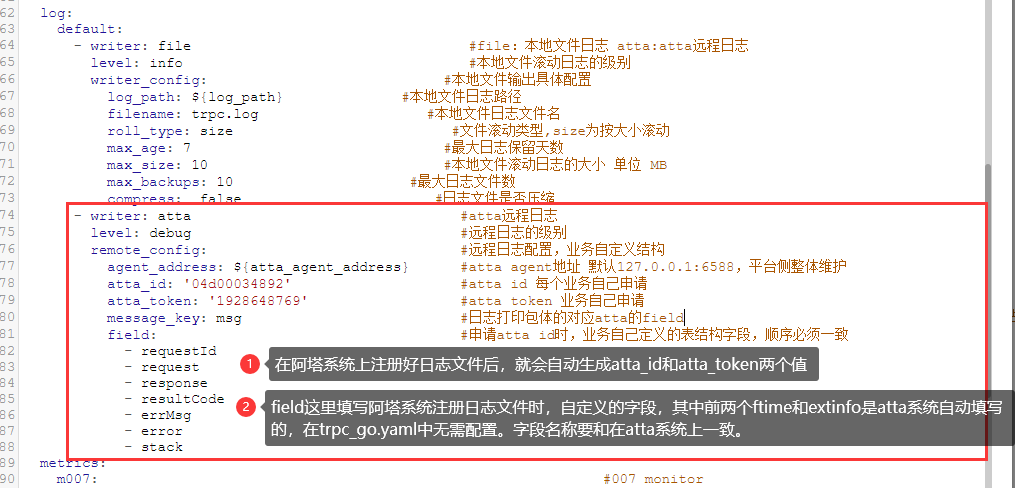 62 log:
63 default:
64 - writer: file #file: 本地文件日志 atta:atta远程日志
65 level: info #本地文件滚动日志的级别
66 writer_config: #本地文件输出具体配置
67 log_path: ${log_path} #本地文件日志路径
68 filename: trpc.log #本地文件日志文件名
69 roll_type: size #文件滚动类型,size为按大小滚动
70 max_age: 7 #最大日志保留天数
71 max_size: 10 #本地文件滚动日志的大小 单位 MB
72 max_backups: 10 #最大日志文件数
73 compress: false #日志文件是否压缩
74 - writer: atta #atta远程日志
75 level: debug #远程日志的级别
76 remote_config: #远程日志配置，业务自定义结构
77 agent_address: ${atta_agent_address} #atta agent地址 默认127.0.0.1:6588，平台侧整体维护
78 atta_id: '04d00034892' #atta id 每个业务自己申请
79 atta_token: '1928648769' #atta token 业务自己申请
80 message_key: msg #日志打印包体的对应atta的field
81 field: #申请atta id时，业务自己定义的表结构字段，顺序必须一致
82 - requestId
83 - request
1 在阿塔系统上注册好日志文件后，就会自动生成atta_id和atta_token两个值
84 - response
85 - resultCode
2 field这里填写阿塔系统注册日志文件时，自定义的字段，其中前两个ftime和extinfo是atta系统自动填写
86 - errMsg
的，在trpc_go.yaml中无需配置。字段名称要和在atta系统上一致。
87 - error
88 - stack
89 metrics:
90 m007: #007 monitor